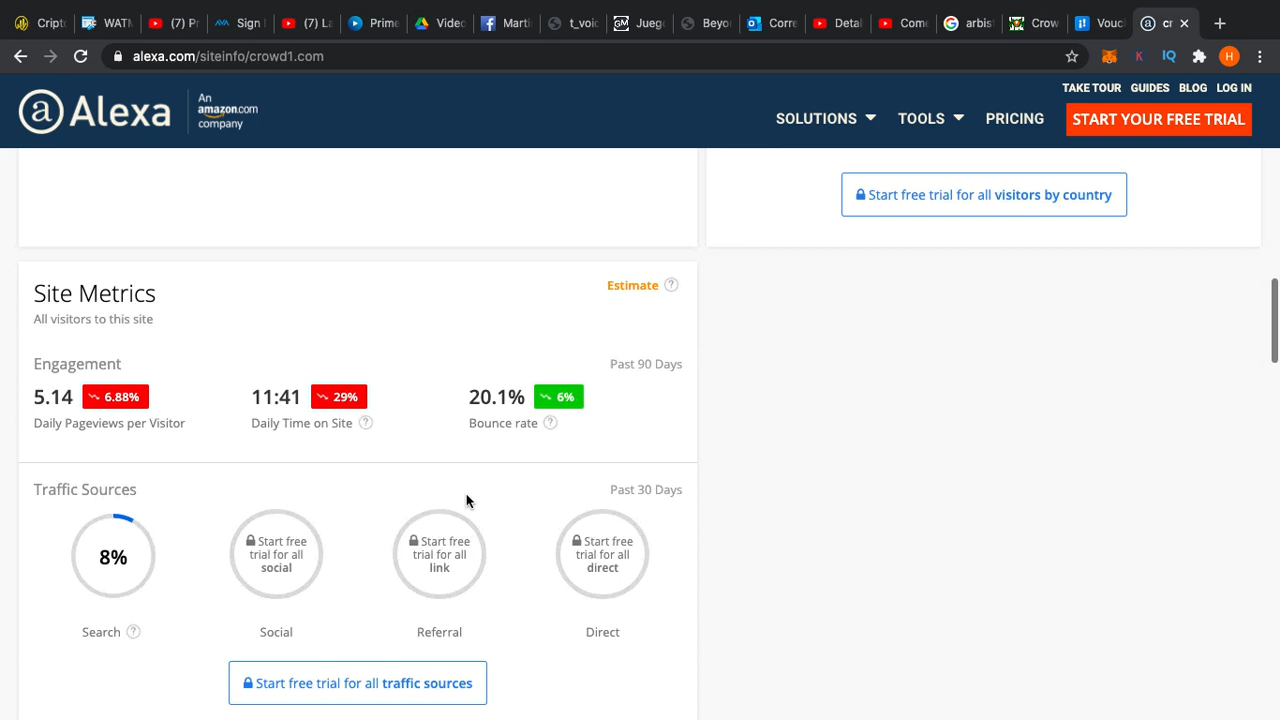 Cripto
WATM
(7) Pr
Sign
(7) La
Prime
Video
Marti
t_voic
Juego
Beyo
Corre
Detal
Come
arbis
Crow
Vouc
cr
alexa.com/siteinfo/crowd1.com
K
IQ
H
TAKE TOUR GUIDES BLOG LOG IN
Alexa
An
amazon.com
company
SOLUTIONS TOOLS PRICING START YOUR FREE TRIAL
Start free trial for all visitors by country
Site Metrics
Estimate ?
All visitors to this site
Engagement
Past 90 Days
5.14 6.88%
11:41 29%
20.1% 6%
Daily Pageviews per Visitor
Daily Time on Site ?
Bounce rate ?
Traffic Sources
Past 30 Days
8%
Start free
trial for all
social
Start free
trial for all
link
Start free
trial for all
direct
Search ?
Social
Referral
Direct
Start free trial for all traffic sources